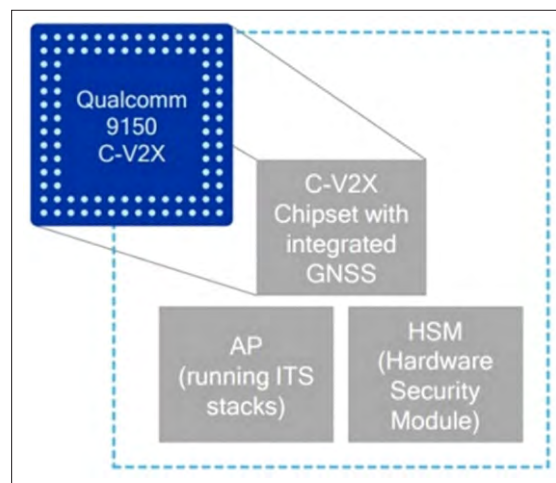 Qualcomm
9150
C-V2X
C-V2X
Chipset with
integrated
GNSS
AP
(running ITS
stacks)
HSM
(Hardware
Security
Module)